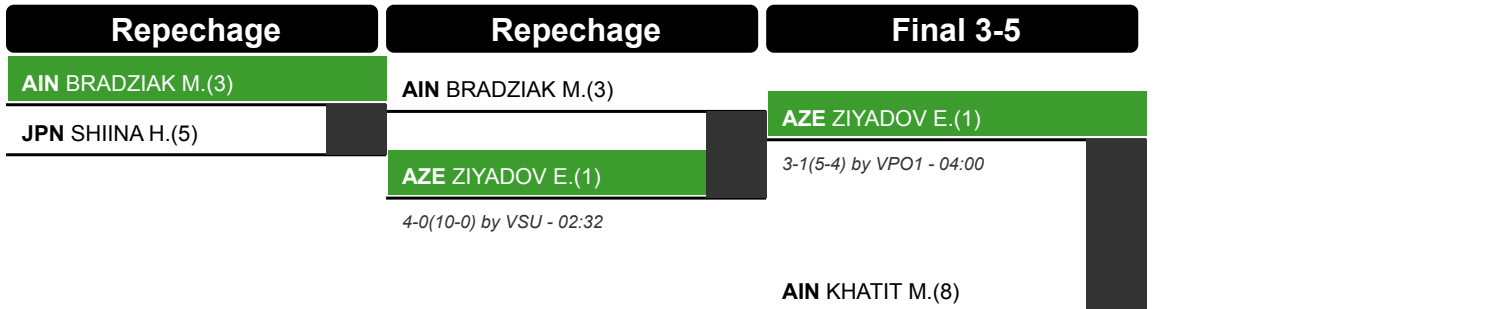 Repechage
AIN BRADZIAK M.(3)
JPN SHIINA H.(5)
Repechage
AIN BRADZIAK M.(3)
AZE ZIYADOV E.(1)
4-0(10-0) by VSU - 02:32
Final 3-5
AZE ZIYADOV E.(1)
3-1(5-4) by VPO1 - 04:00
AIN KHATIT M.(8)